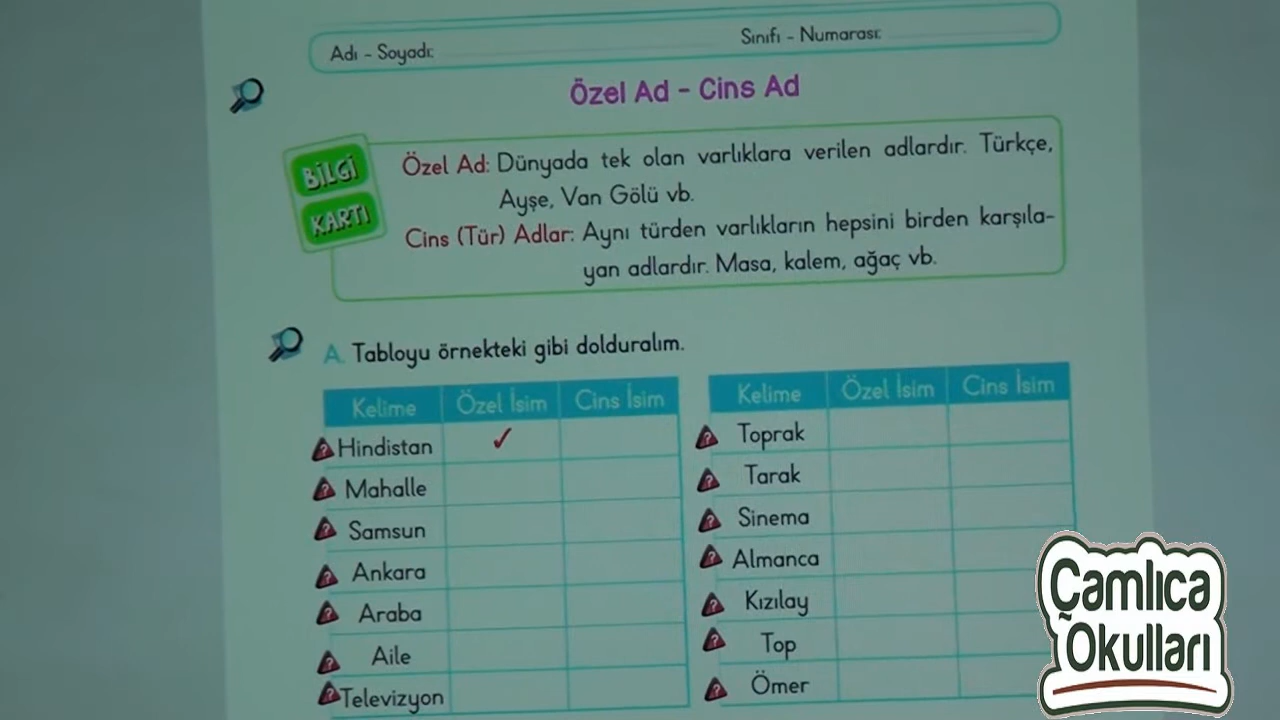 Adı - Soyadı:
Sınıfı - Numarası:
Özel Ad - Cins Ad
BİLGİ
KARTI
Özel Ad: Dünyada tek olan varlıklara verilen adlardır. Türkçe,
Ayşe, Van Gölü vb.
Cins (Tür) Adlar: Aynı türden varlıkların hepsini birden karşıla-
yan adlardır. Masa, kalem, ağaç vb.
A. Tabloyu örnekteki gibi dolduralım.
Kelime Özel İsim Cins İsim
Hindistan ✓
Mahalle
Samsun
Ankara
Araba
Aile
Televizyon
Kelime Özel İsim Cins İsim
Toprak
Tarak
Sinema
Almanca
Kızılay
Top
Ömer
Çamlıca
Okulları